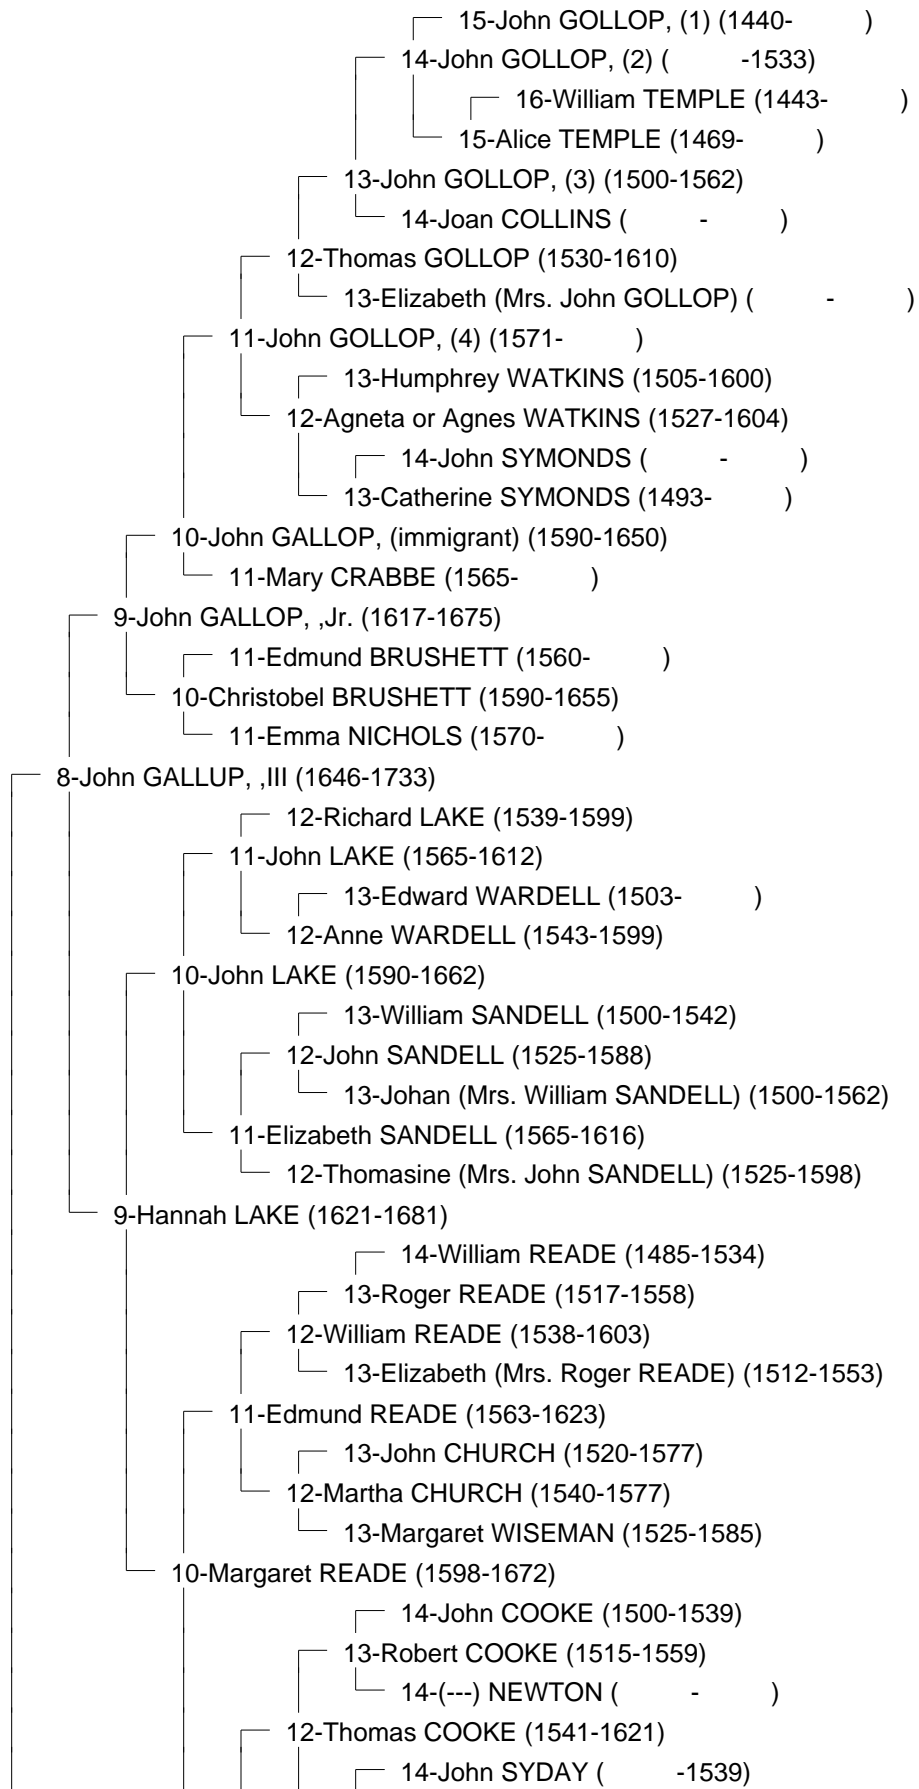 15-John GOLLOP, (1) (1440- )
14-John GOLLOP, (2) ( -1533)
16-William TEMPLE (1443- )
15-Alice TEMPLE (1469- )
13-John GOLLOP, (3) (1500-1562)
14-Joan COLLINS ( - )
12-Thomas GOLLOP (1530-1610)
13-Elizabeth (Mrs. John GOLLOP) ( - )
11-John GOLLOP, (4) (1571- )
13-Humphrey WATKINS (1505-1600)
12-Agneta or Agnes WATKINS (1527-1604)
14-John SYMONDS ( - )
13-Catherine SYMONDS (1493- )
10-John GALLOP, (immigrant) (1590-1650)
11-Mary CRABBE (1565- )
9-John GALLOP, ,Jr. (1617-1675)
11-Edmund BRUSHETT (1560- )
10-Christobel BRUSHETT (1590-1655)
11-Emma NICHOLS (1570- )
8-John GALLUP, ,III (1646-1733)
12-Richard LAKE (1539-1599)
11-John LAKE (1565-1612)
13-Edward WARDELL (1503- )
12-Anne WARDELL (1543-1599)
10-John LAKE (1590-1662)
13-William SANDELL (1500-1542)
12-John SANDELL (1525-1588)
13-Johan (Mrs. William SANDELL) (1500-1562)
11-Elizabeth SANDELL (1565-1616)
12-Thomasine (Mrs. John SANDELL) (1525-1598)
9-Hannah LAKE (1621-1681)
14-William READE (1485-1534)
13-Roger READE (1517-1558)
12-William READE (1538-1603)
13-Elizabeth (Mrs. Roger READE) (1512-1553)
11-Edmund READE (1563-1623)
13-John CHURCH (1520-1577)
12-Martha CHURCH (1540-1577)
13-Margaret WISEMAN (1525-1585)
10-Margaret READE (1598-1672)
14-John COOKE (1500-1539)
13-Robert COOKE (1515-1559)
14-(---) NEWTON ( - )
12-Thomas COOKE (1541-1621)
14-John SYDAY ( -1539)